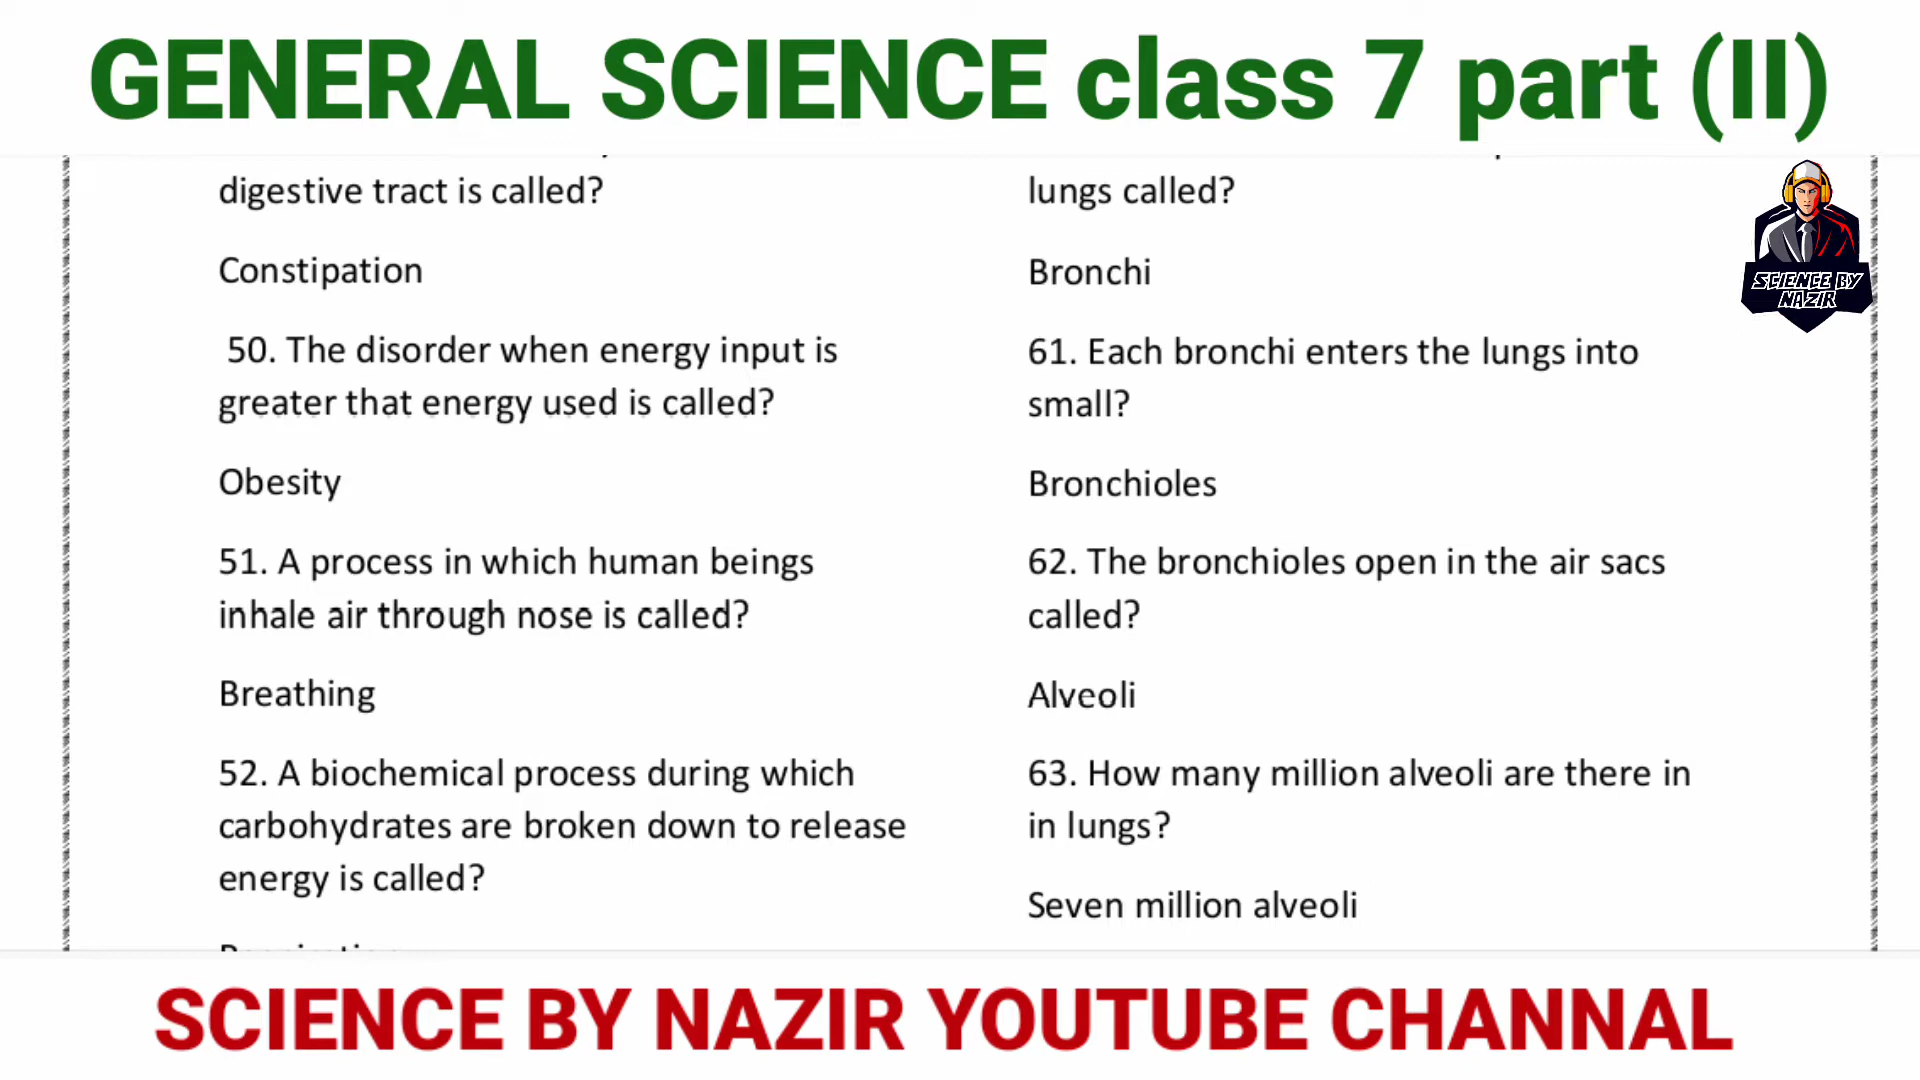 GENERAL SCIENCE class 7 part (II)
digestive tract is called?
Constipation
50. The disorder when energy input is
greater that energy used is called?
Obesity
51. A process in which human beings
inhale air through nose is called?
Breathing
52. A biochemical process during which
carbohydrates are broken down to release
energy is called?
lungs called?
Bronchi
61. Each bronchi enters the lungs into
small?
Bronchioles
62. The bronchioles open in the air sacs
called?
Alveoli
63. How many million alveoli are there in
in lungs?
Seven million alveoli
SCIENCE BY
NAZIR
SCIENCE BY NAZIR YOUTUBE CHANNAL